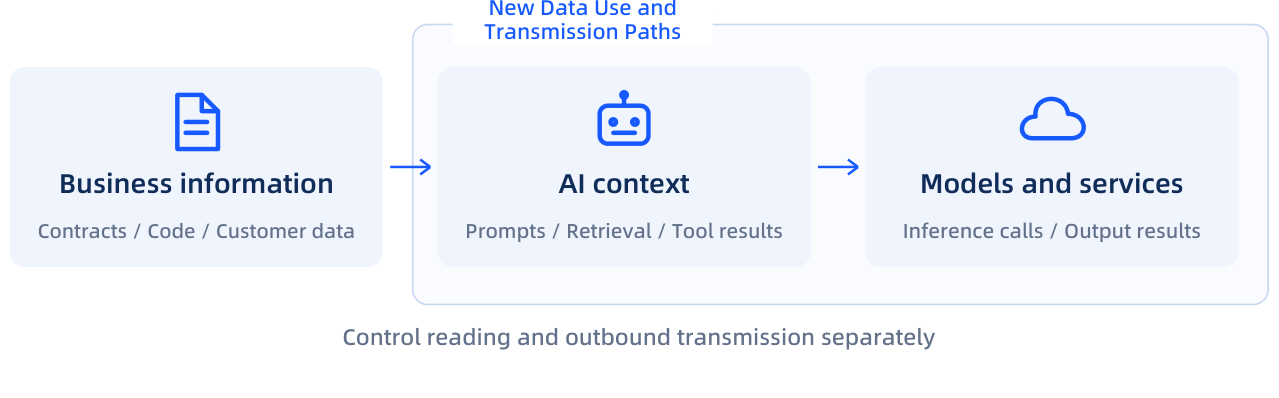 New Data Use and
Transmission Paths
Business information
Contracts / Code / Customer data
AI context
Prompts / Retrieval / Tool results
Models and services
Inference calls / Output results
Control reading and outbound transmission separately